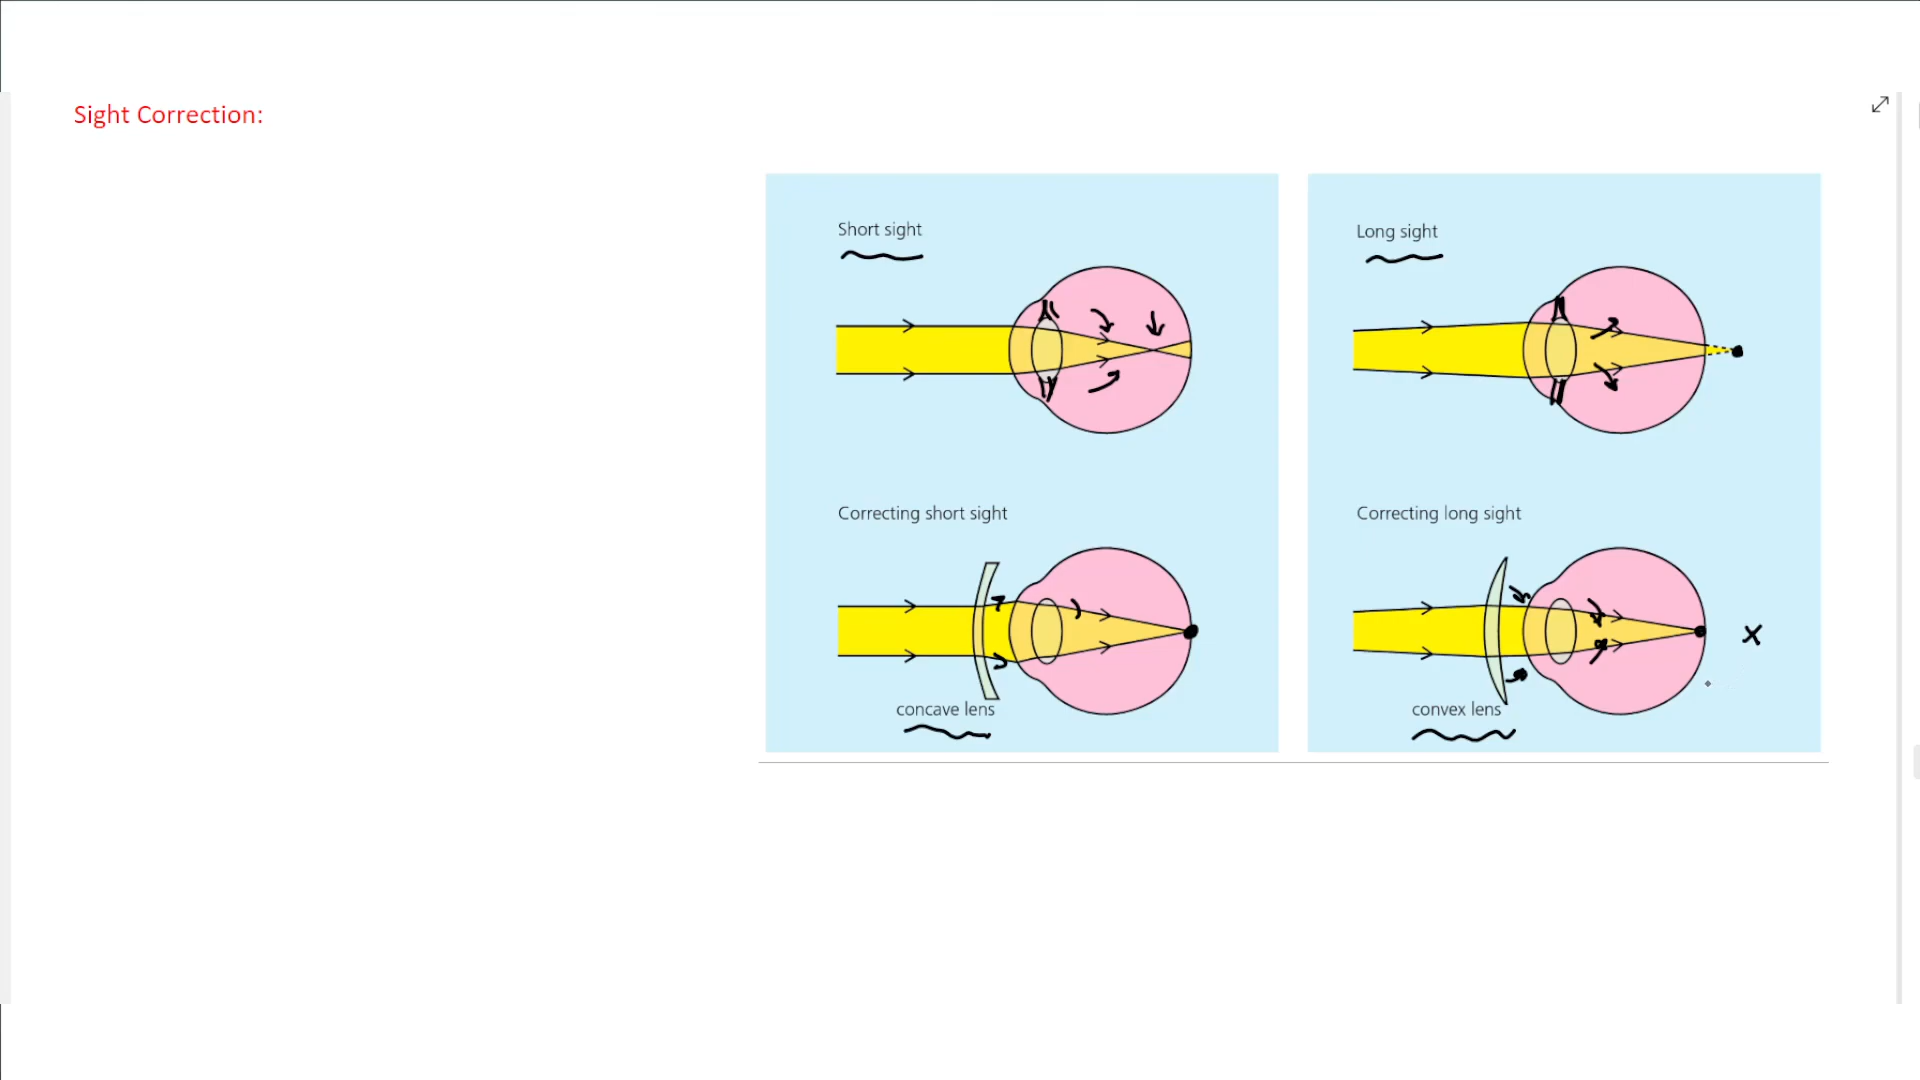 Sight Correction:
Short sight
Long sight
Correcting short sight
Correcting long sight
concave lens
convex lens